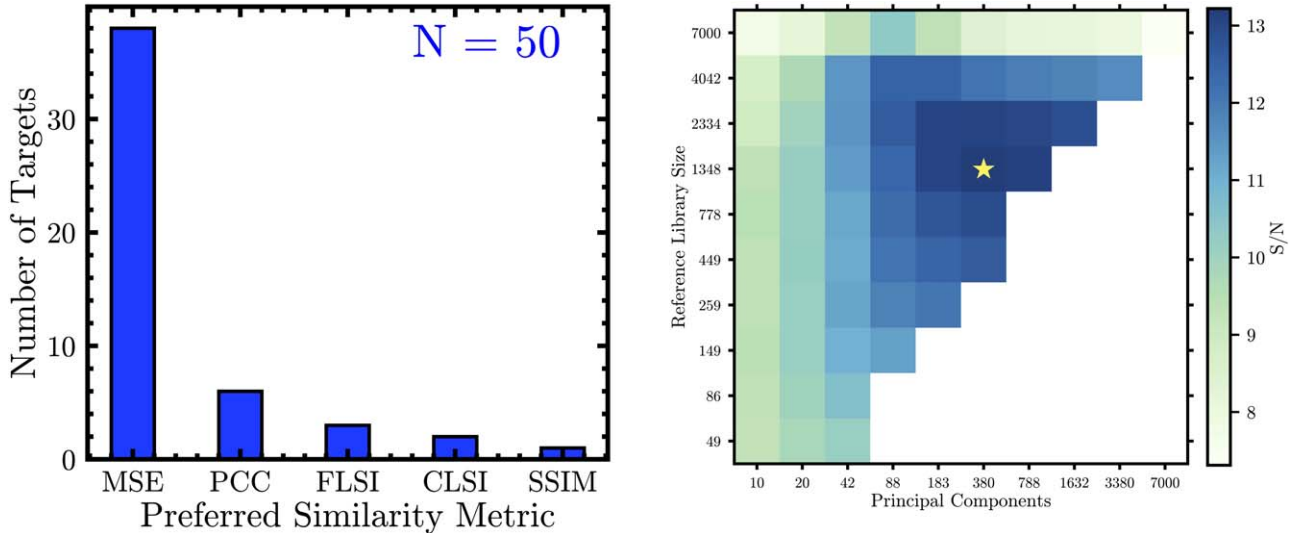 N = 50
Number of Targets
30
20
10
0
MSE PCC FLSI CLSI SSIM
Preferred Similarity Metric
Reference Library Size
7000
4042
2334
1348
778
449
259
149
86
49
10 20 42 88 183 380 788 1632 3380 7000
Principal Components
13
12
11
10
9
8
S/N